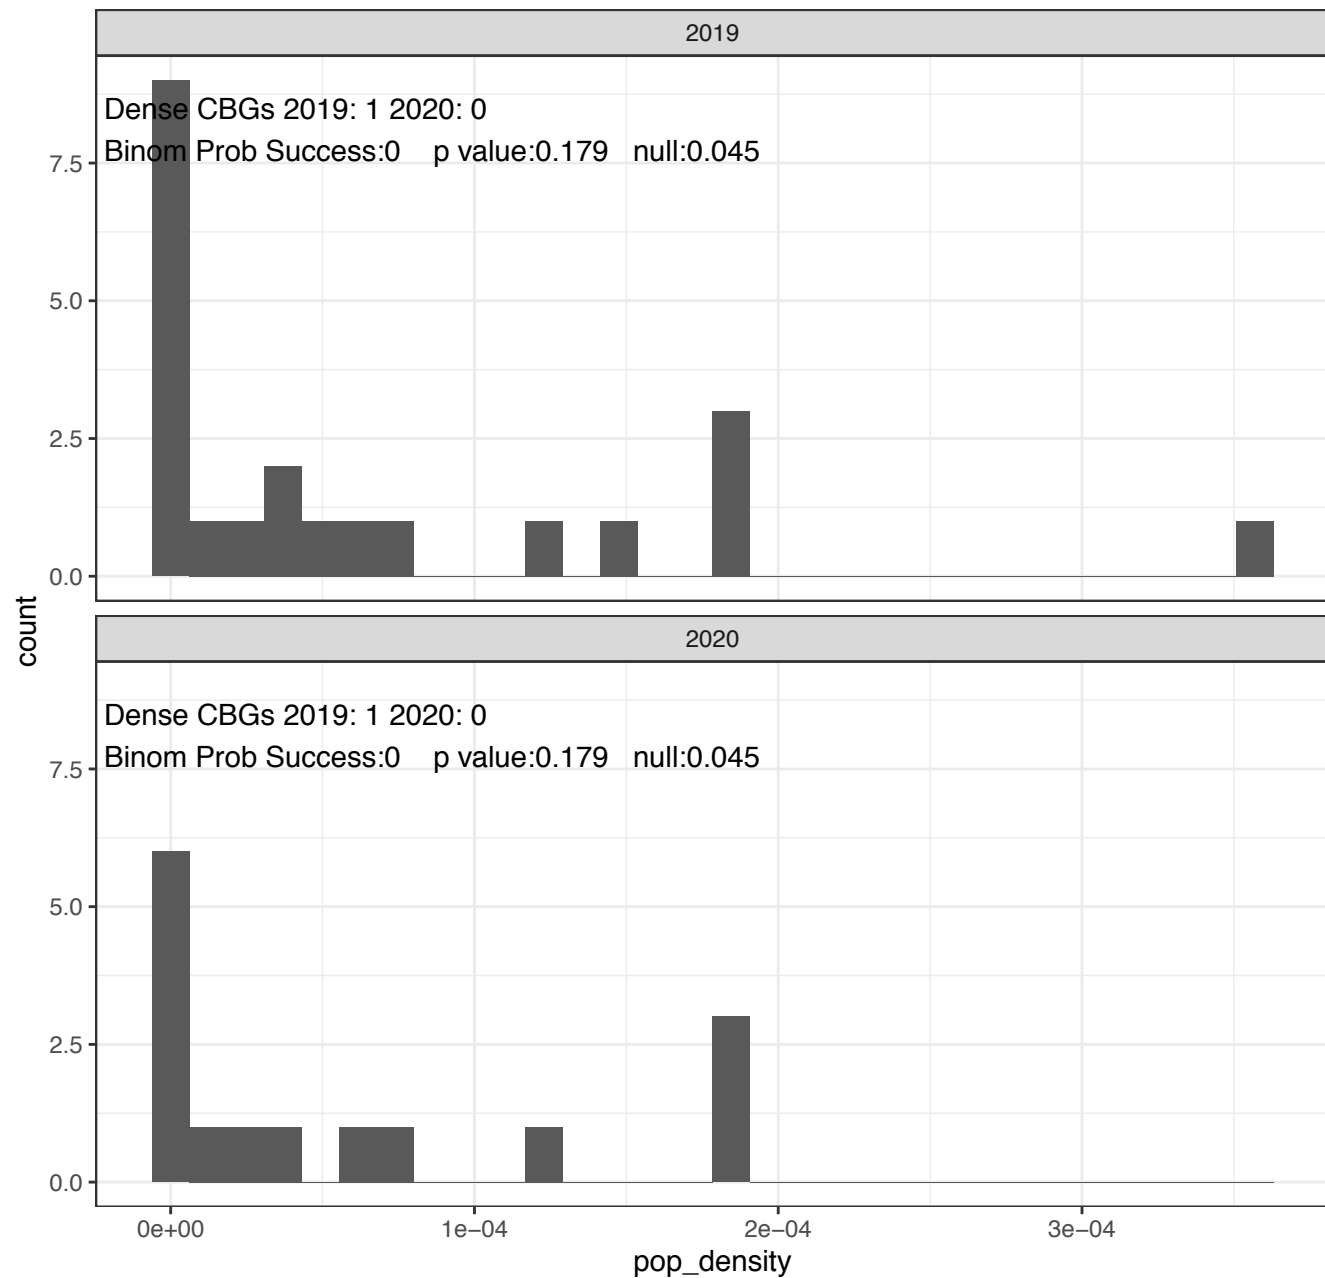 2019
Dense CBGs 2019: 1 2020: 0
Binom Prob Success:0 p value:0.179 null:0.045
7.5
5.0
2.5
0.0
count
2020
Dense CBGs 2019: 1 2020: 0
Binom Prob Success:0 p value:0.179 null:0.045
7.5
5.0
2.5
0.0
0e+00 1e−04 2e−04 3e−04
pop_density